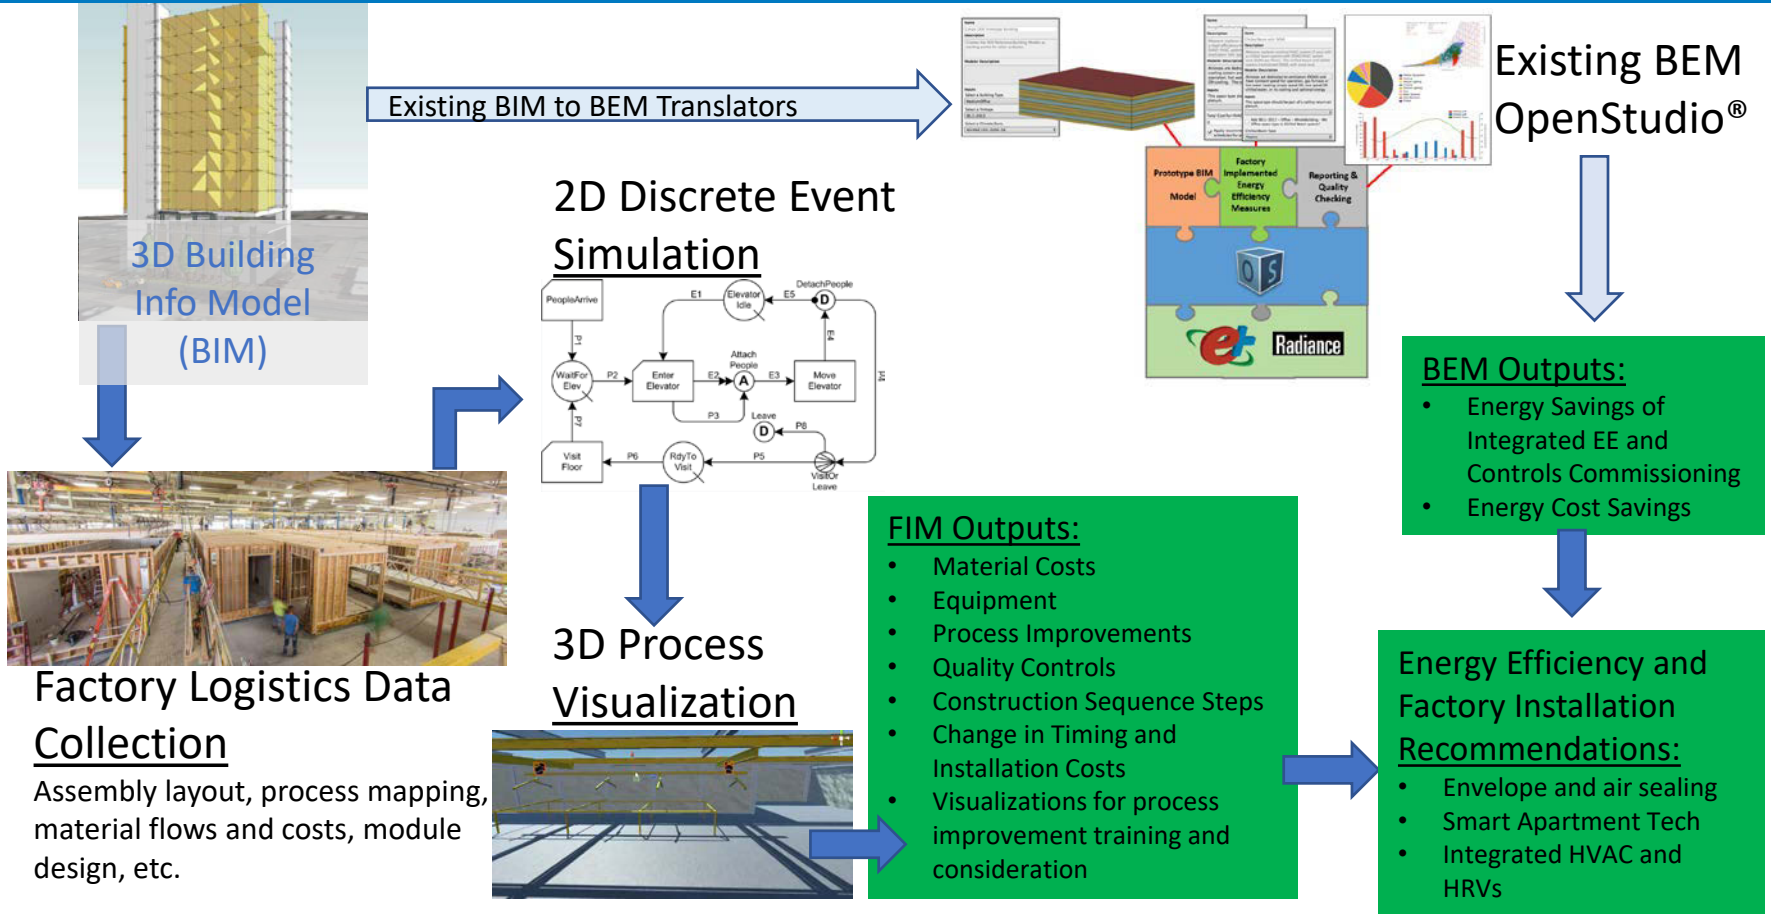 Existing BIM to BEM Translators
Existing BEM
OpenStudio®
3D Building
Info Model
(BIM)
2D Discrete Event
Simulation
PeopleArrive
E1
Elevator
Idle
E5
DetachPeople
D
P1
E4
P4
WaitFor
Elev
P2
Enter
Elevator
E2
Attach
People
A
E3
Move
Elevator
P3
P7
Leave
D
P8
Visit
Floor
P6
RdyTo
Visit
P5
VisitOr
Leave
Name
Description
Prototype BIM
Model
Factory
Implemented
Energy
Efficiency
Measures
Reporting &
Quality
Checking
OS
e+
Radiance
BEM Outputs:
• Energy Savings of
Integrated EE and
Controls Commissioning
• Energy Cost Savings
Factory Logistics Data
Collection
Assembly layout, process mapping,
material flows and costs, module
design, etc.
3D Process
Visualization
FIM Outputs:
• Material Costs
• Equipment
• Process Improvements
• Quality Controls
• Construction Sequence Steps
• Change in Timing and
Installation Costs
• Visualizations for process
improvement training and
consideration
Energy Efficiency and
Factory Installation
Recommendations:
• Envelope and air sealing
• Smart Apartment Tech
• Integrated HVAC and
HRVs